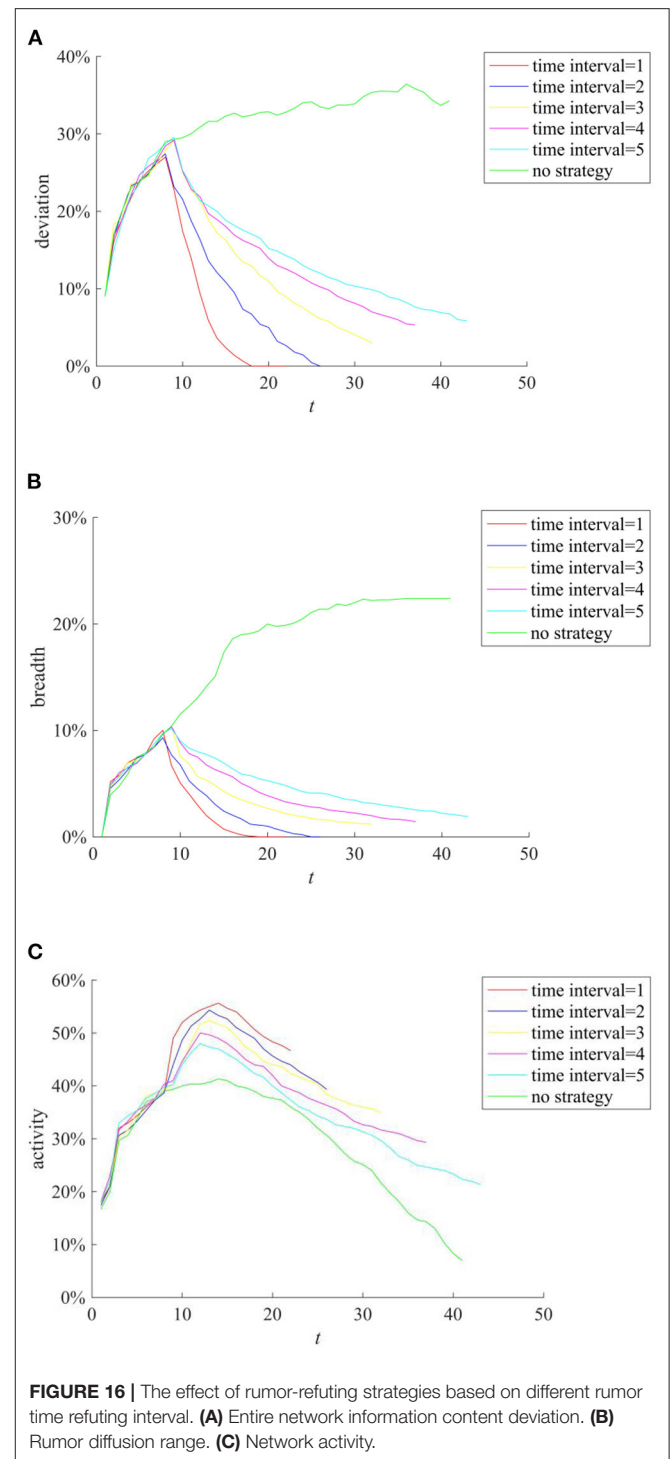 A
40%
30%
20%
10%
0%
deviation
0
10
20
30
40
50
t
time interval=1
time interval=2
time interval=3
time interval=4
time interval=5
no strategy
B
30%
20%
10%
0%
breadth
0
10
20
30
40
50
t
time interval=1
time interval=2
time interval=3
time interval=4
time interval=5
no strategy
C
60%
50%
40%
30%
20%
10%
0%
activity
0
10
20
30
40
50
t
time interval=1
time interval=2
time interval=3
time interval=4
time interval=5
no strategy
FIGURE 16 | The effect of rumor-refuting strategies based on different rumor
time refuting interval. (A) Entire network information content deviation. (B)
Rumor diffusion range. (C) Network activity.